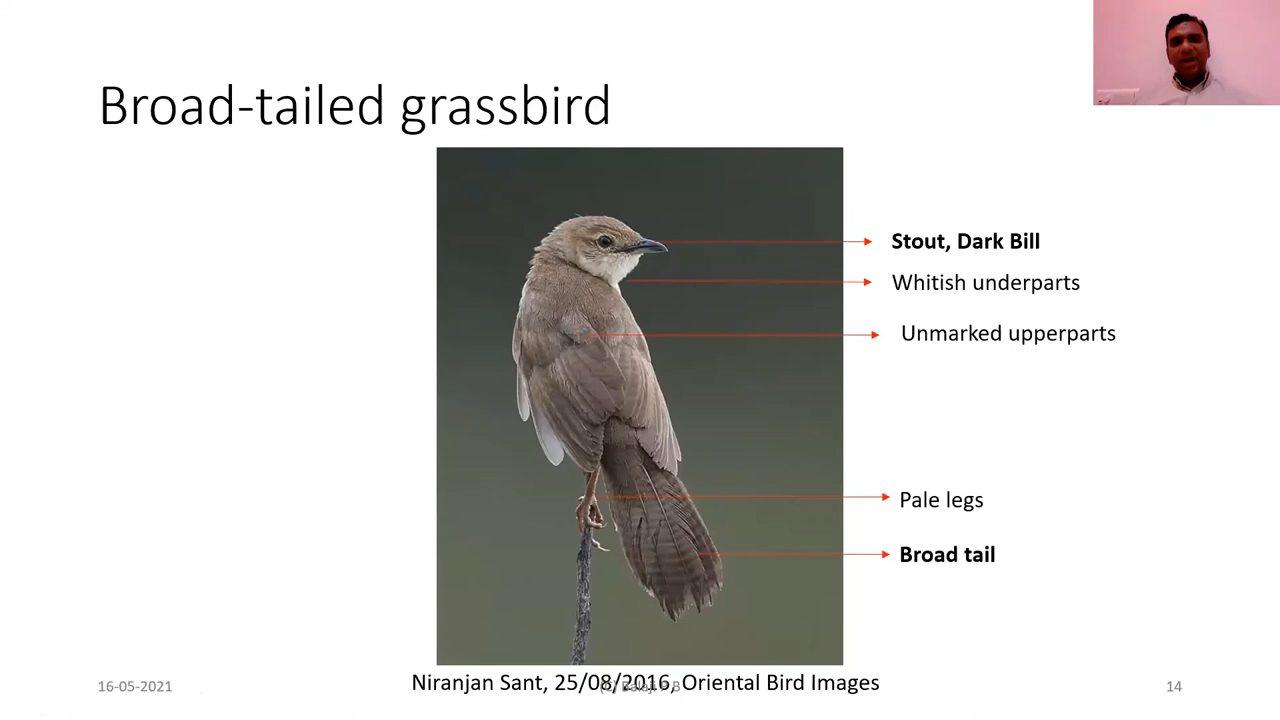 Broad-tailed grassbird
Stout, Dark Bill
Whitish underparts
Unmarked upperparts
Pale legs
Broad tail
Niranjan Sant, 25/08/2016, Oriental Bird Images
16-05-2021
(C) Balaji P B
14